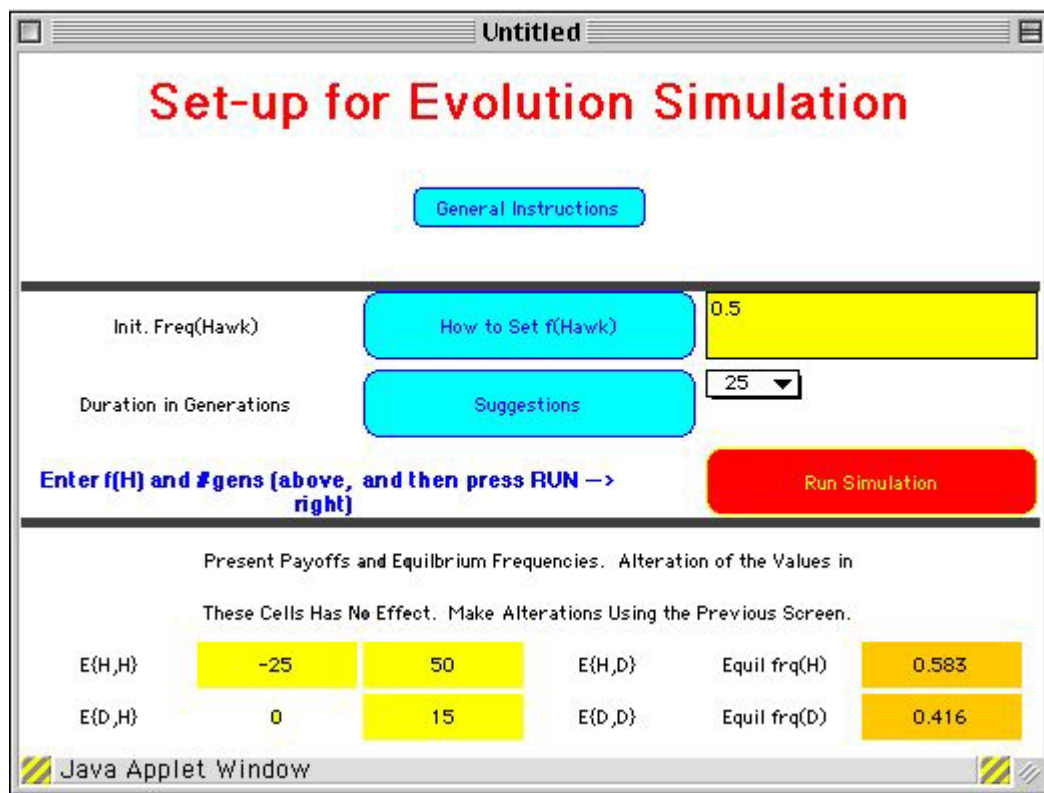 Untitled
Set-up for Evolution Simulation
General Instructions
Init. Freq(Hawk)
How to Set f(Hawk)
0.5
Duration in Generations
Suggestions
25
Enter f(H) and #gens (above, and then press RUN —>
right)
Run Simulation
Present Payoffs and Equilbrium Frequencies. Alteration of the Values in
These Cells Has No Effect. Make Alterations Using the Previous Screen.
E{H,H} -25 50 E{H,D} Equil frq(H) 0.583
E{D,H} 0 15 E{D,D} Equil frq(D) 0.416
Java Applet Window